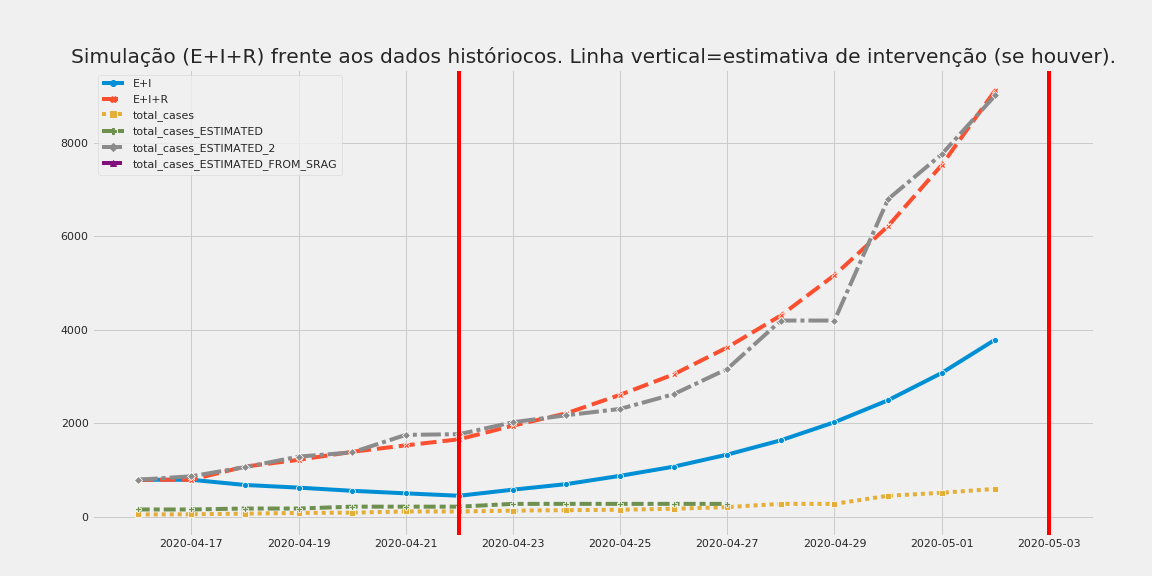 Simulação (E+I+R) frente aos dados históriocos. Linha vertical=estimativa de intervenção (se houver).
E+I
E+I+R
total_cases
total_cases_ESTIMATED
total_cases_ESTIMATED_2
total_cases_ESTIMATED_FROM_SRAG
8000
6000
4000
2000
0
2020-04-17 2020-04-19 2020-04-21 2020-04-23 2020-04-25 2020-04-27 2020-04-29 2020-05-01 2020-05-03